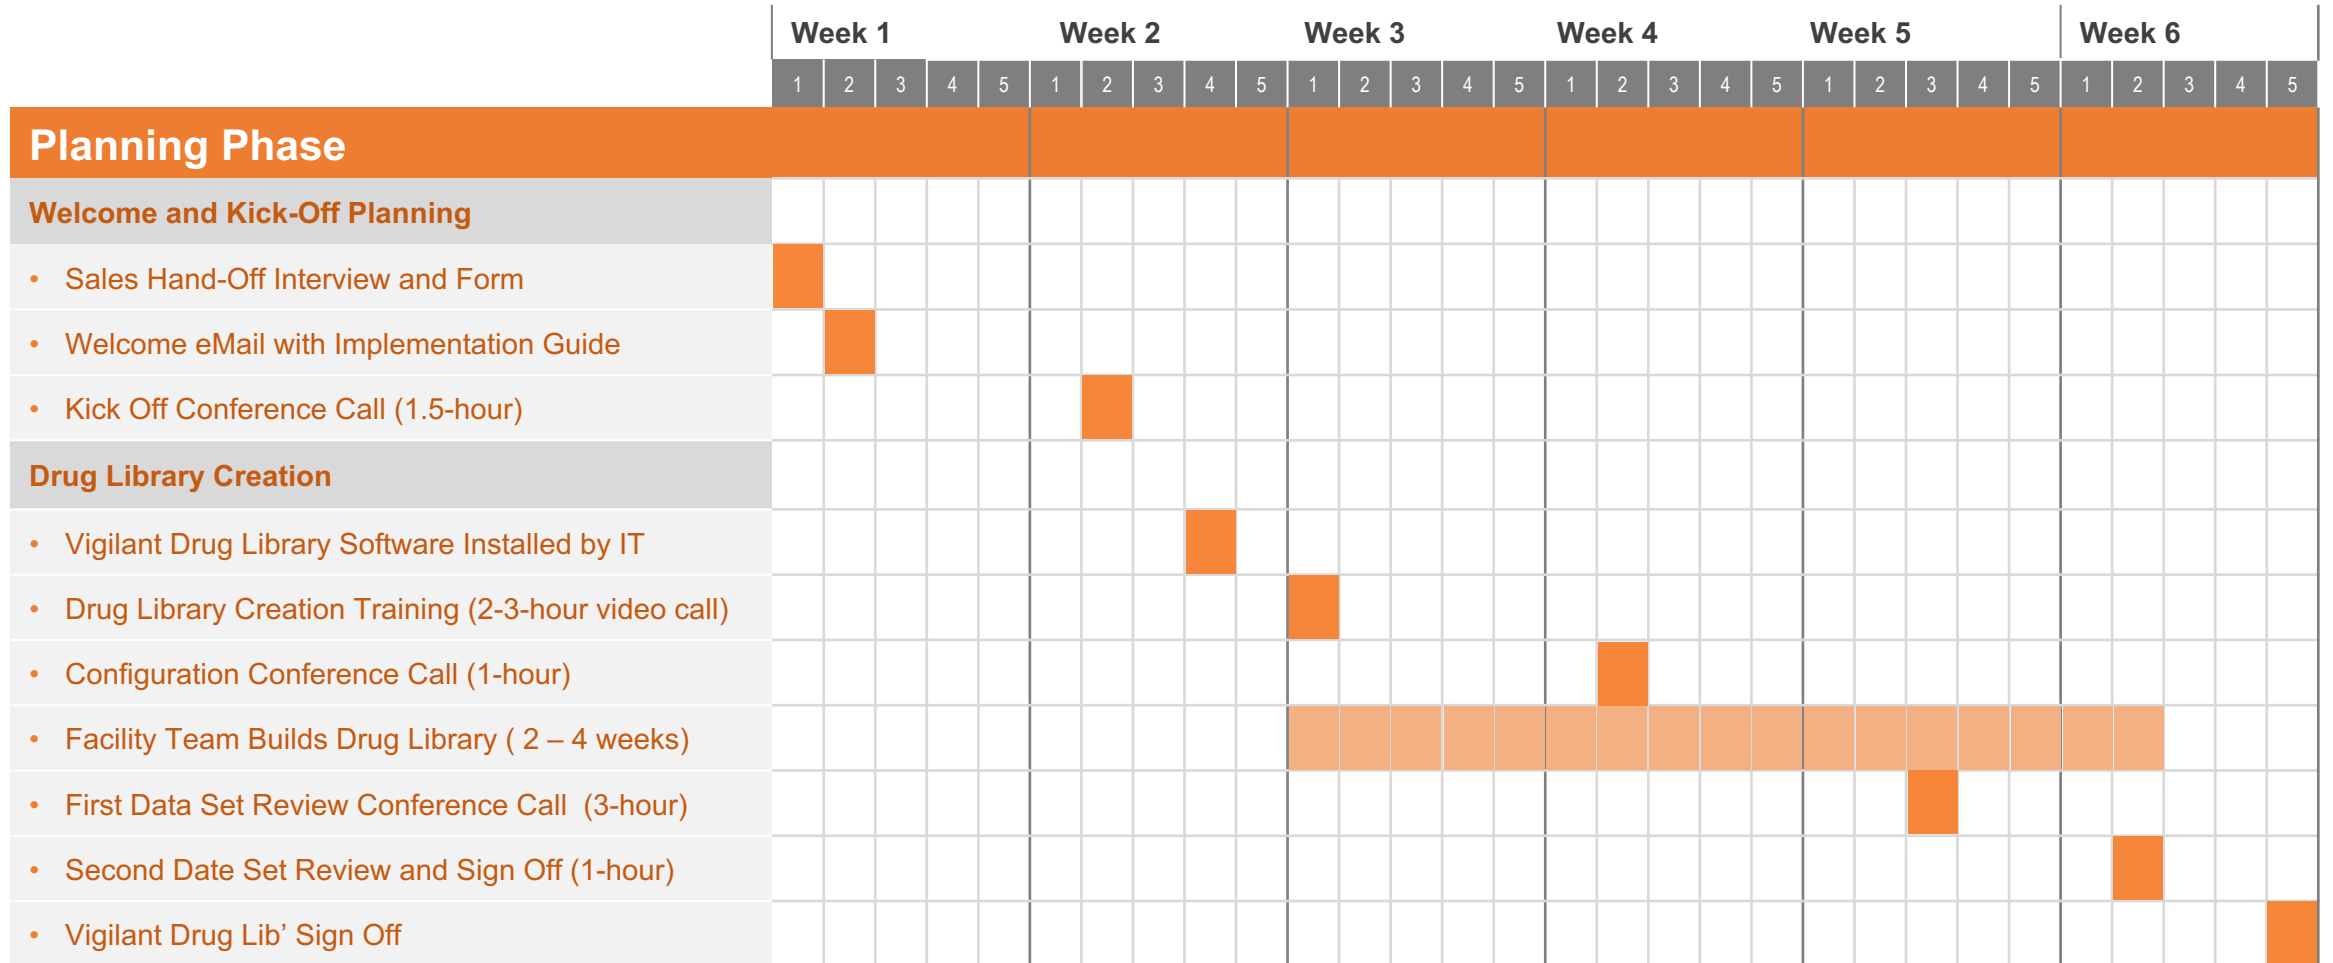 Week 1 Week 2 Week 3 Week 4 Week 5 Week 6
1 2 3 4 5 1 2 3 4 5 1 2 3 4 5 1 2 3 4 5 1 2 3 4 5 1 2 3 4 5
Planning Phase
Welcome and Kick-Off Planning
• Sales Hand-Off Interview and Form
• Welcome eMail with Implementation Guide
• Kick Off Conference Call (1.5-hour)
Drug Library Creation
• Vigilant Drug Library Software Installed by IT
• Drug Library Creation Training (2-3-hour video call)
• Configuration Conference Call (1-hour)
• Facility Team Builds Drug Library ( 2 – 4 weeks)
• First Data Set Review Conference Call  (3-hour)
• Second Date Set Review and Sign Off (1-hour)
• Vigilant Drug Lib’ Sign Off